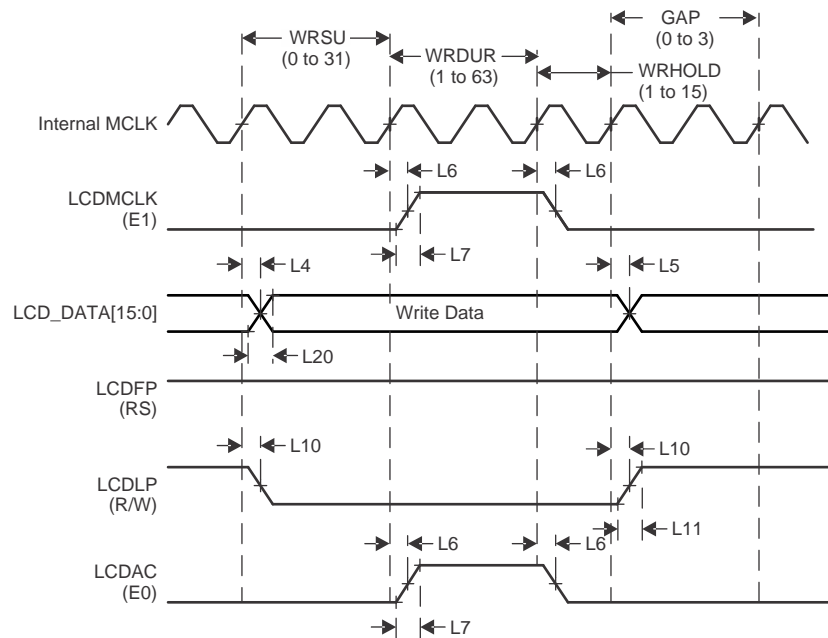 GAP
(0 to 3)
WRSU
(0 to 31)
WRDUR
(1 to 63)
WRHOLD
(1 to 15)
Internal MCLK
L6
L6
LCDMCLK
(E1)
L7
L4
L5
LCD_DATA[15:0]
Write Data
L20
LCDFP
(RS)
L10
L10
LCDLP
(R/W)
L11
L6
L6
LCDAC
(E0)
L7